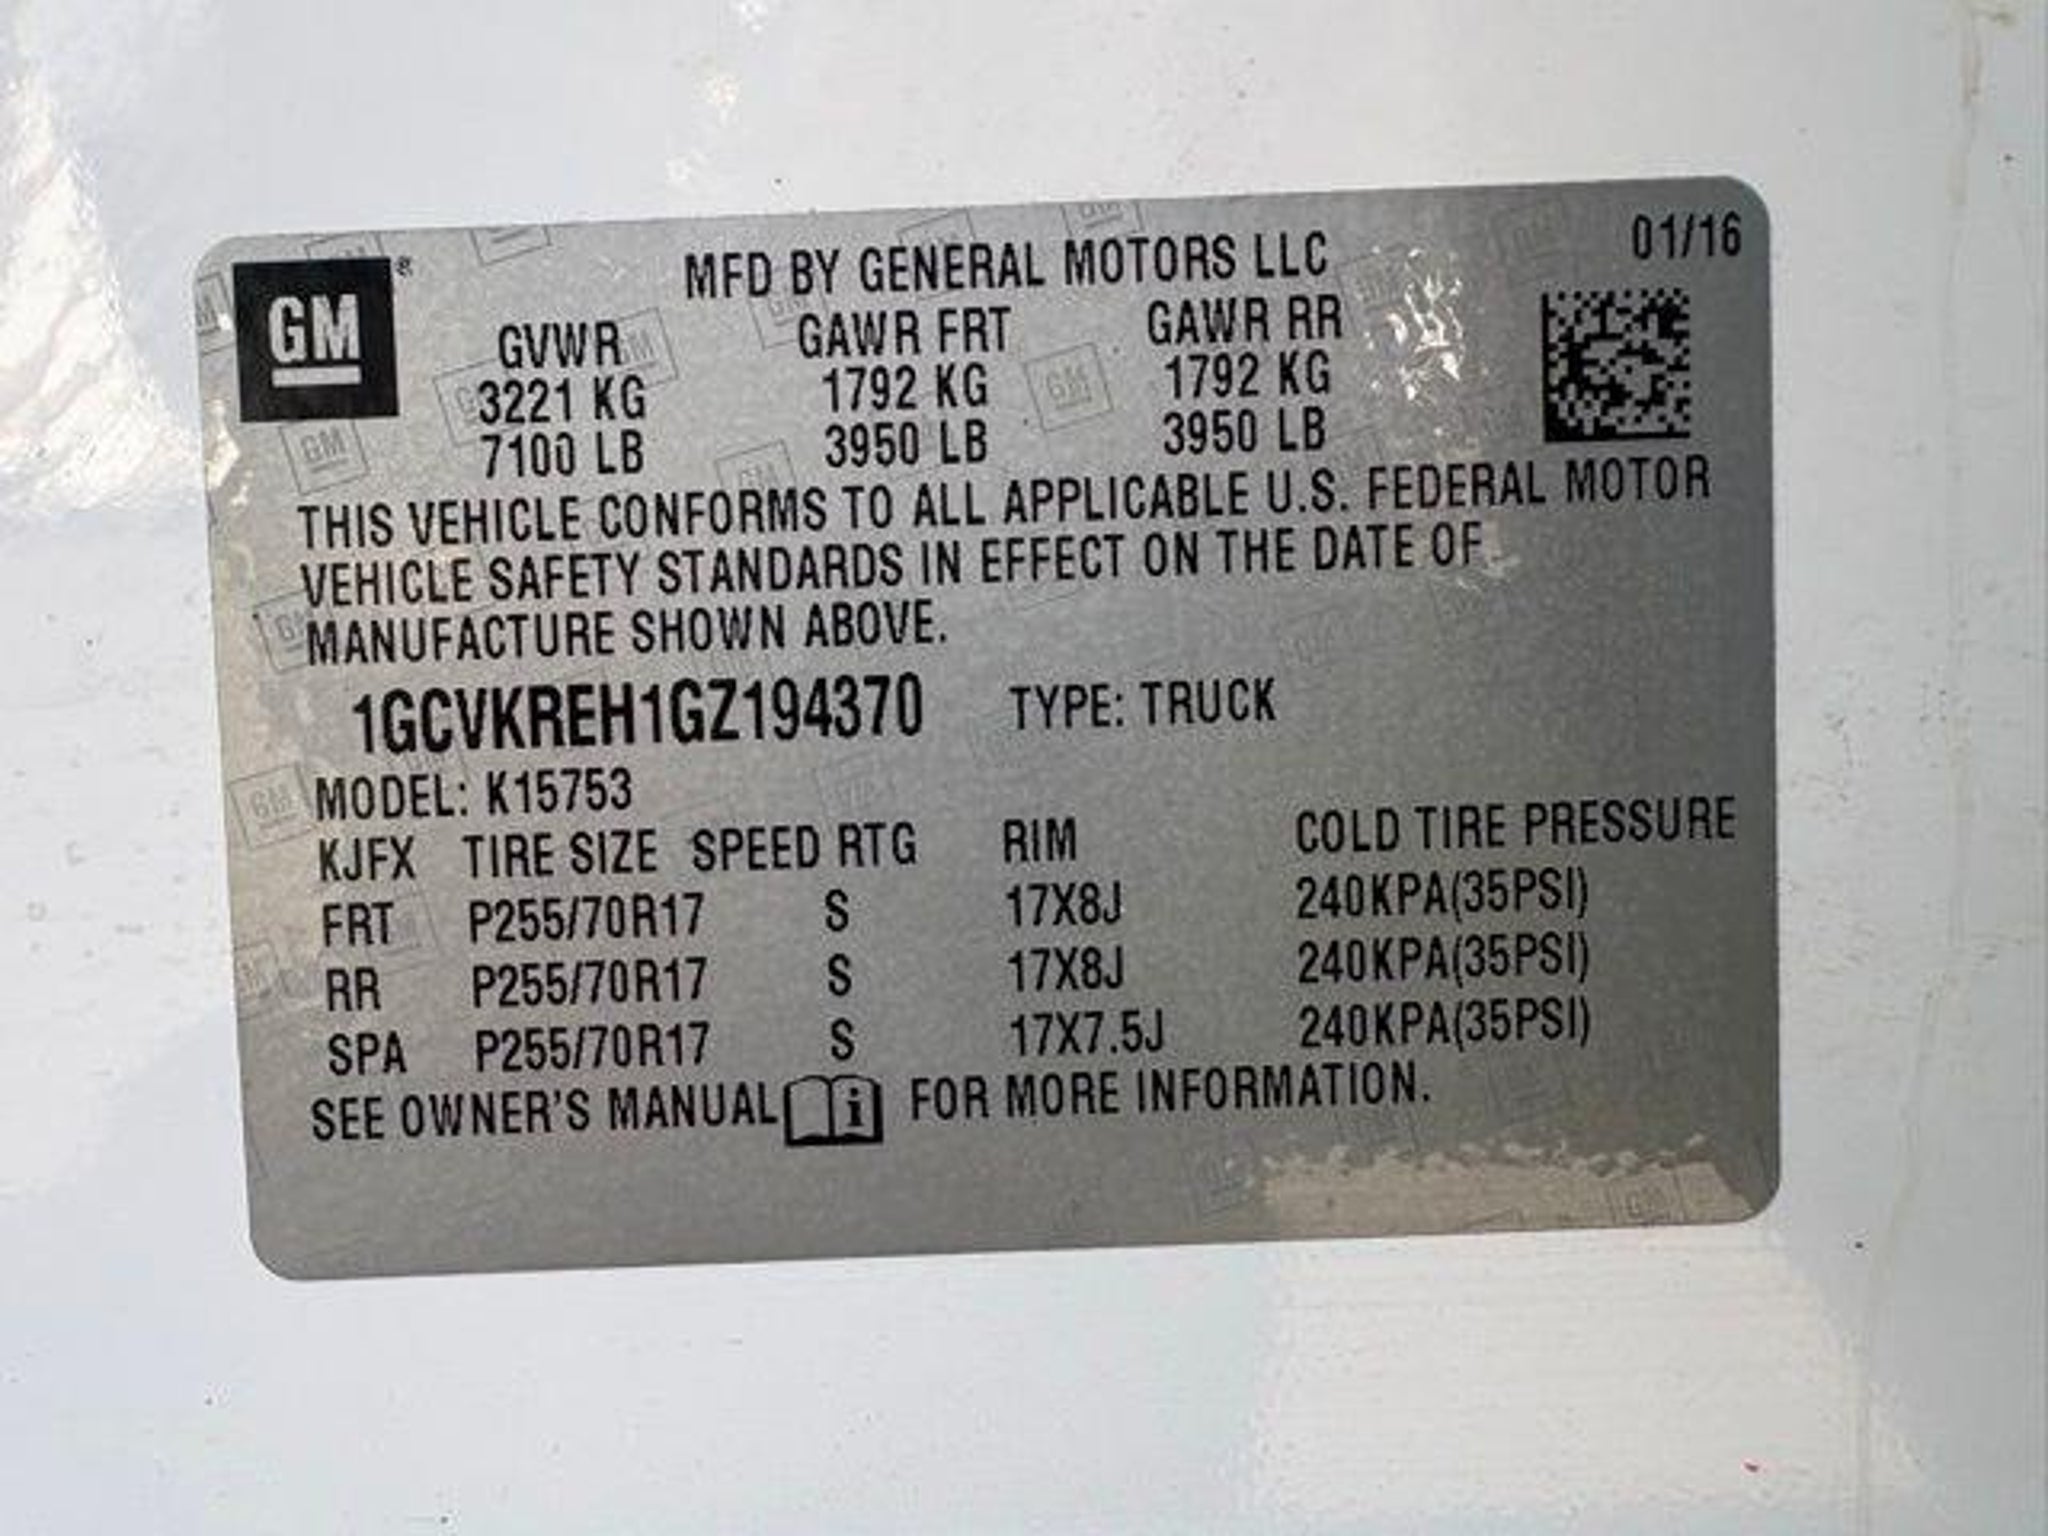 01/16
GM®
MFD BY GENERAL MOTORS LLC
GVWR GAWR FRT GAWR RR
3221 KG 1792 KG 1792 KG
7100 LB 3950 LB 3950 LB
THIS VEHICLE CONFORMS TO ALL APPLICABLE U.S. FEDERAL MOTOR
VEHICLE SAFETY STANDARDS IN EFFECT ON THE DATE OF
MANUFACTURE SHOWN ABOVE.
1GCVKREH1GZ194370 TYPE: TRUCK
MODEL: K15753
KJFX TIRE SIZE SPEED RTG RIM COLD TIRE PRESSURE
FRT P255/70R17 S 17X8J 240KPA(35PSI)
RR P255/70R17 S 17X8J 240KPA(35PSI)
SPA P255/70R17 S 17X7.5J 240KPA(35PSI)
SEE OWNER'S MANUAL i FOR MORE INFORMATION.